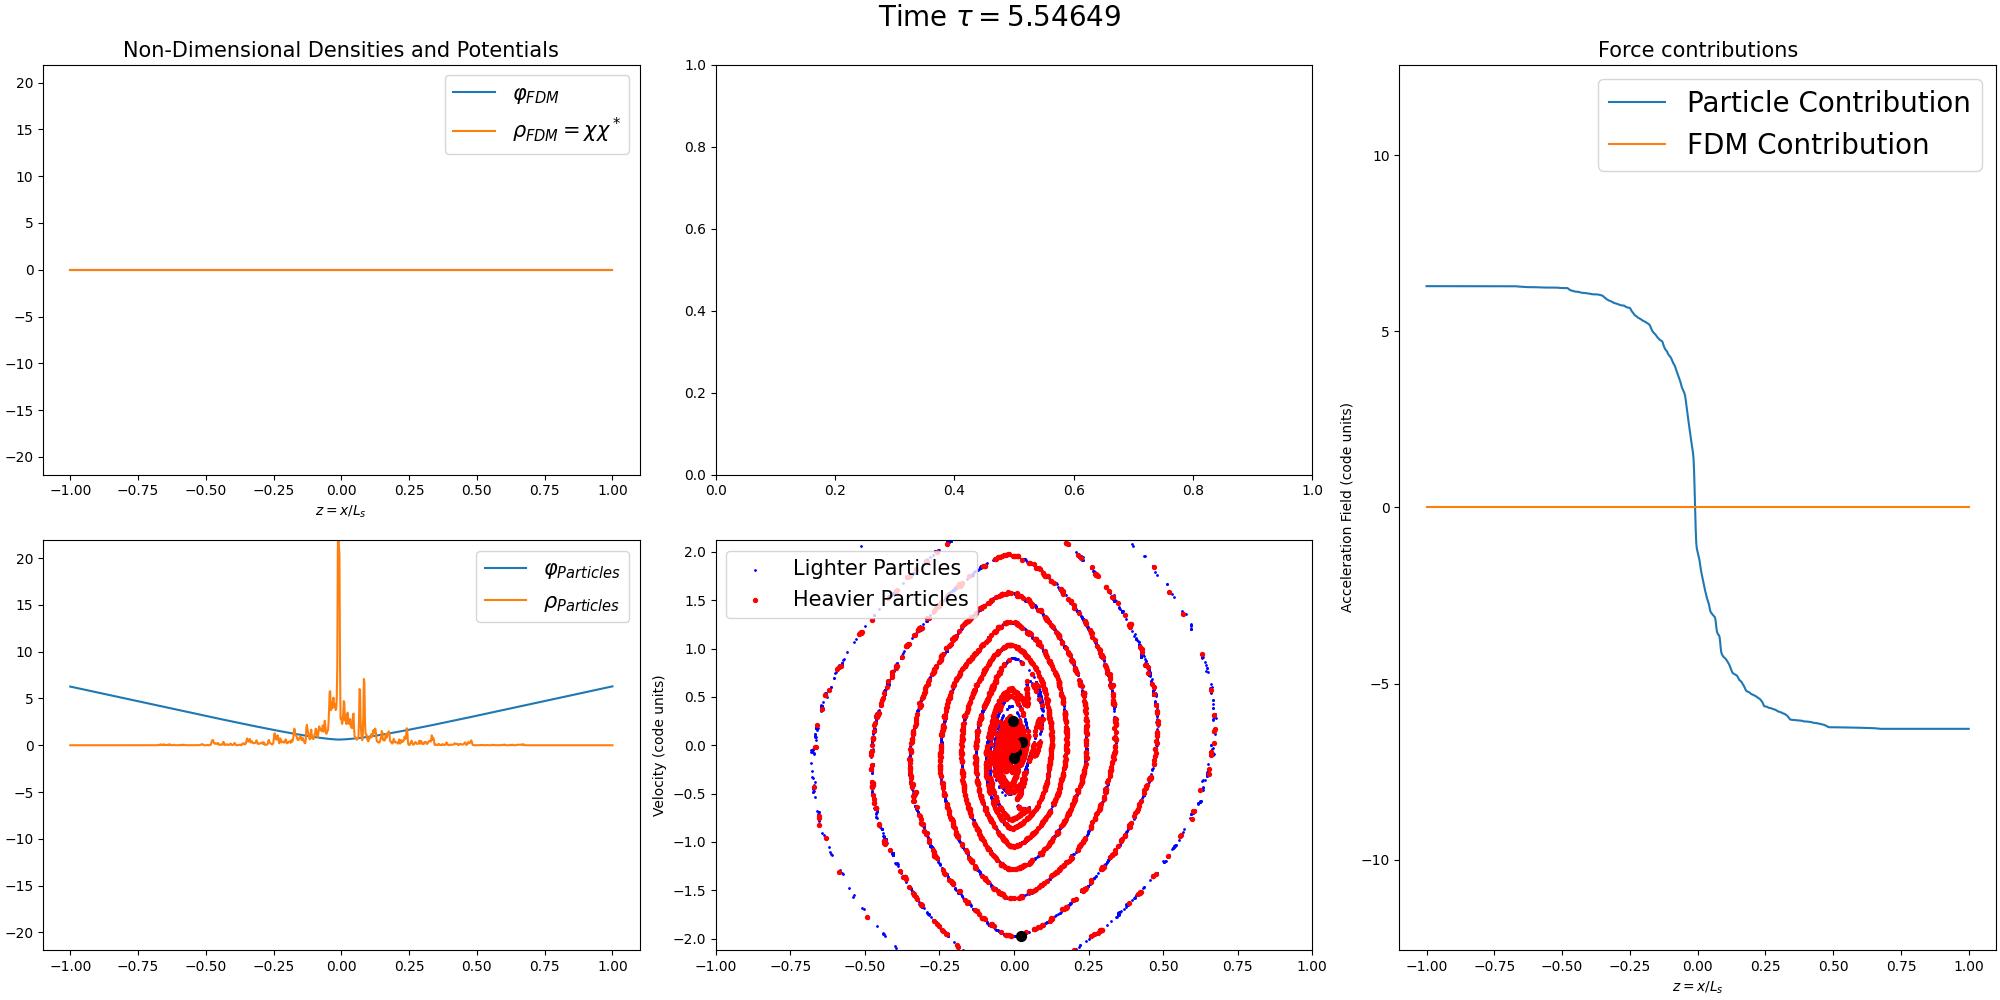 Time τ = 5.54649
Non-Dimensional Densities and Potentials
20
15
10
5
0
−5
−10
−15
−20
φFDM
ρFDM = χχ*
−1.00 −0.75 −0.50 −0.25 0.00 0.25 0.50 0.75 1.00
z = x/Ls
1.0
0.8
0.6
0.4
0.2
0.0
0.0 0.2 0.4 0.6 0.8 1.0
Force contributions
Particle Contribution
FDM Contribution
Acceleration Field (code units)
10
5
0
−5
−10
−1.00 −0.75 −0.50 −0.25 0.00 0.25 0.50 0.75 1.00
z = x/Ls
20
15
10
5
0
−5
−10
−15
−20
φParticles
ρParticles
−1.00 −0.75 −0.50 −0.25 0.00 0.25 0.50 0.75 1.00
Velocity (code units)
2.0
1.5
1.0
0.5
0.0
−0.5
−1.0
−1.5
−2.0
Lighter Particles
Heavier Particles
−1.00 −0.75 −0.50 −0.25 0.00 0.25 0.50 0.75 1.00